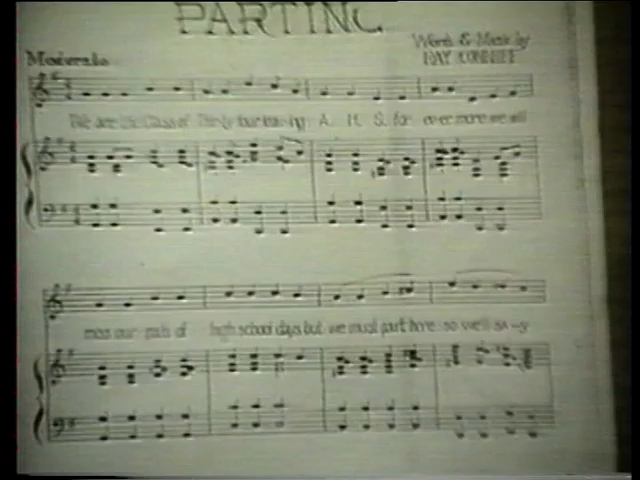 PARTING
Moderato
Words & Music by
RAY CONNIFF
We are the Class of Thirty four leaving A. H. S. for ever more we will
miss our pals of high school days but we must part here so we'll sa-y